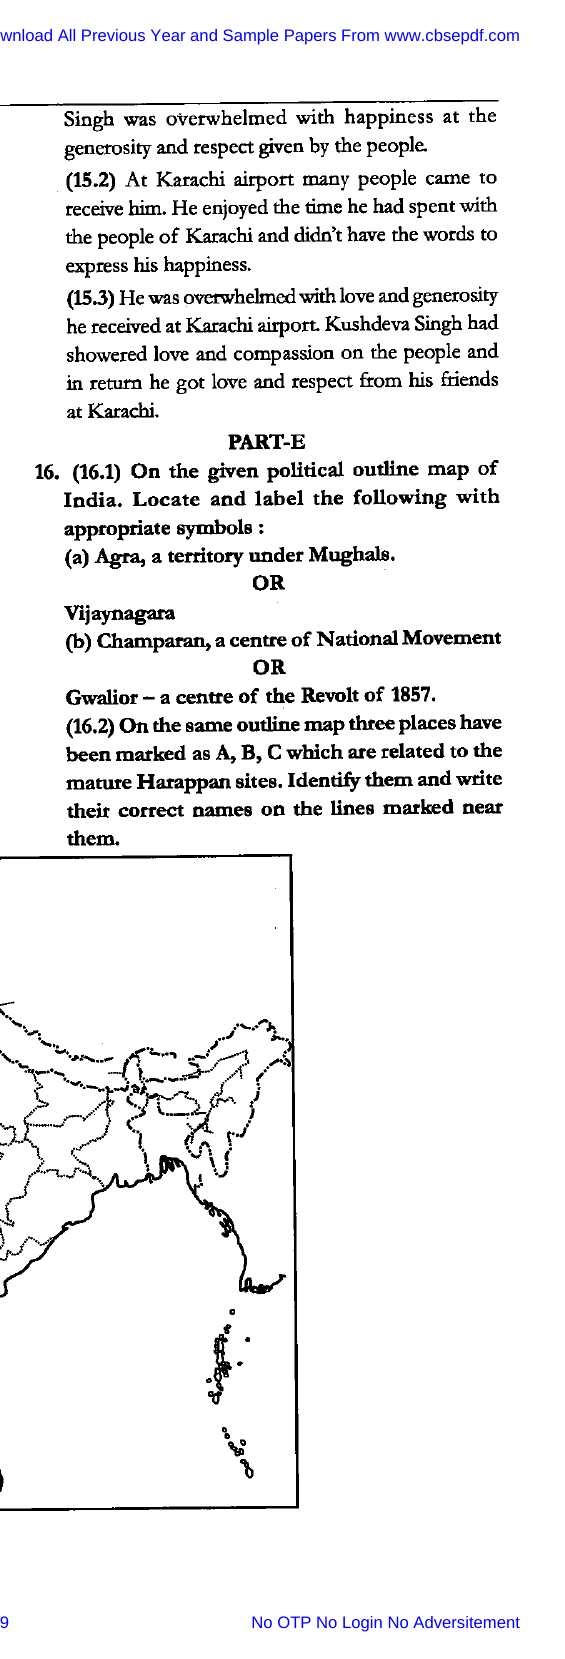 wnload All Previous Year and Sample Papers From www.cbsepdf.com
Singh was overwhelmed with happiness at the
generosity and respect given by the people.
(15.2) At Karachi airport many people came to
receive him. He enjoyed the time he had spent with
the people of Karachi and didn't have the words to
express his happiness.
(15.3) He was overwhelmed with love and generosity
he received at Karachi airport. Kushdeva Singh had
showered love and compassion on the people and
in return he got love and respect from his friends
at Karachi.
PART-E
16. (16.1) On the given political outline map of
India. Locate and label the following with
appropriate symbols :
(a) Agra, a territory under Mughals.
OR
Vijaynagara
(b) Champaran, a centre of National Movement
OR
Gwalior – a centre of the Revolt of 1857.
(16.2) On the same outline map three places have
been marked as A, B, C which are related to the
mature Harappan sites. Identify them and write
their correct names on the lines marked near
them.
9
No OTP No Login No Adversitement